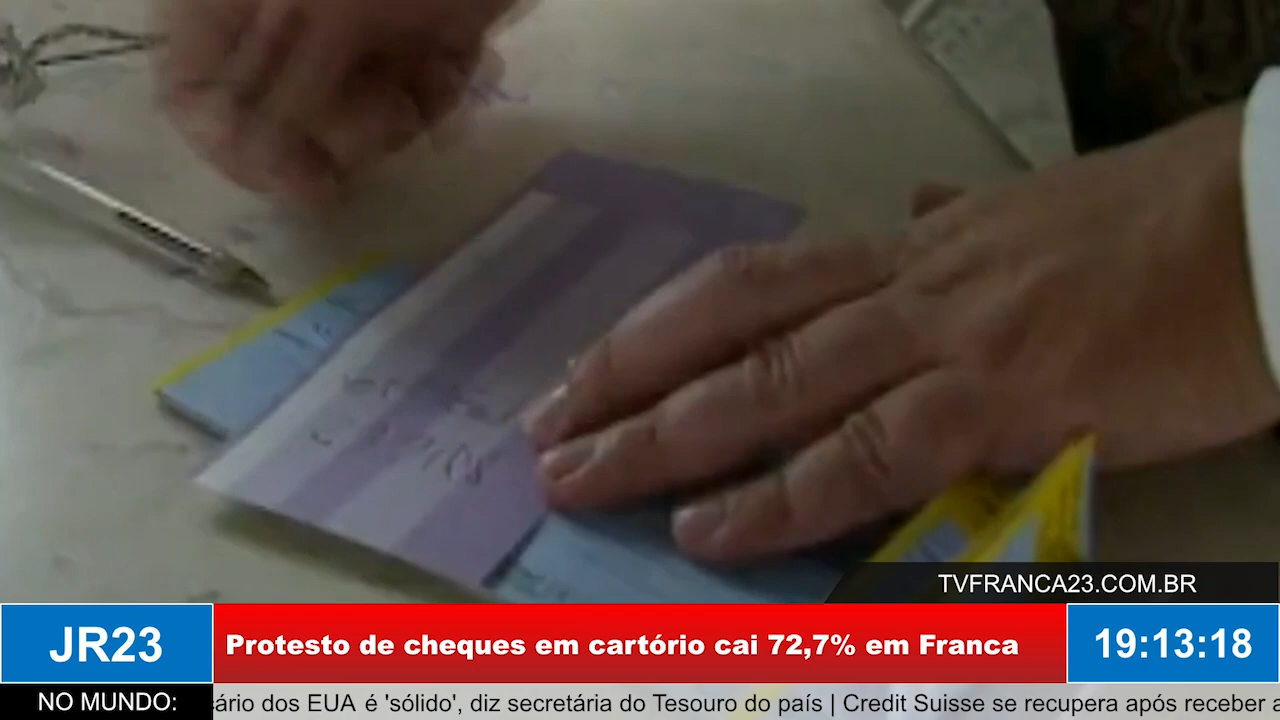 TVFRANCA23.COM.BR
JR23
Protesto de cheques em cartório cai 72,7% em Franca
19:13:18
NO MUNDO:
ário dos EUA é 'sólido', diz secretária do Tesouro do país | Credit Suisse se recupera após receber a